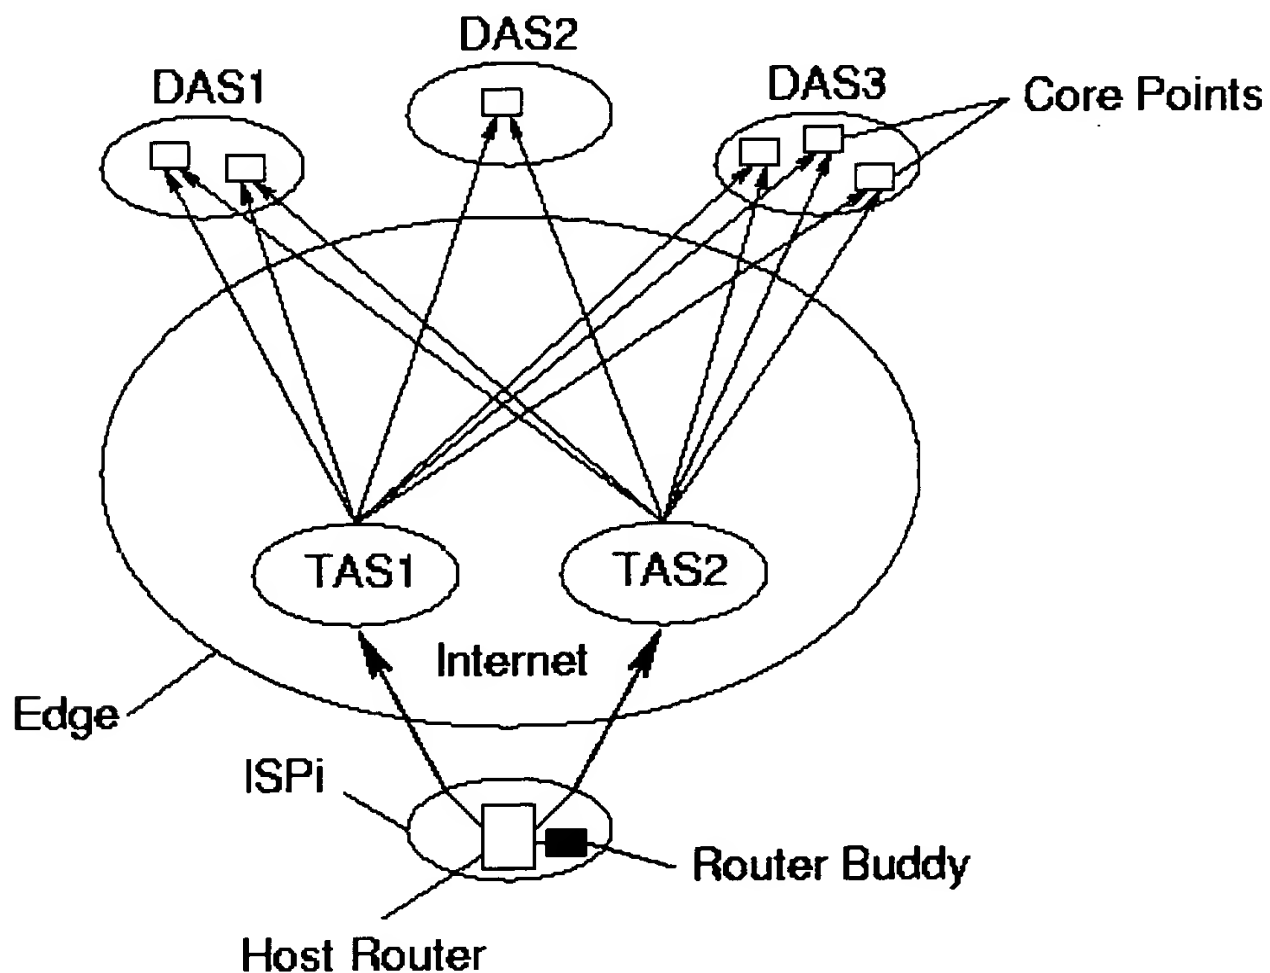 DAS2
DAS1
DAS3
Core Points
TAS1
TAS2
Internet
Edge
ISPi
Router Buddy
Host Router